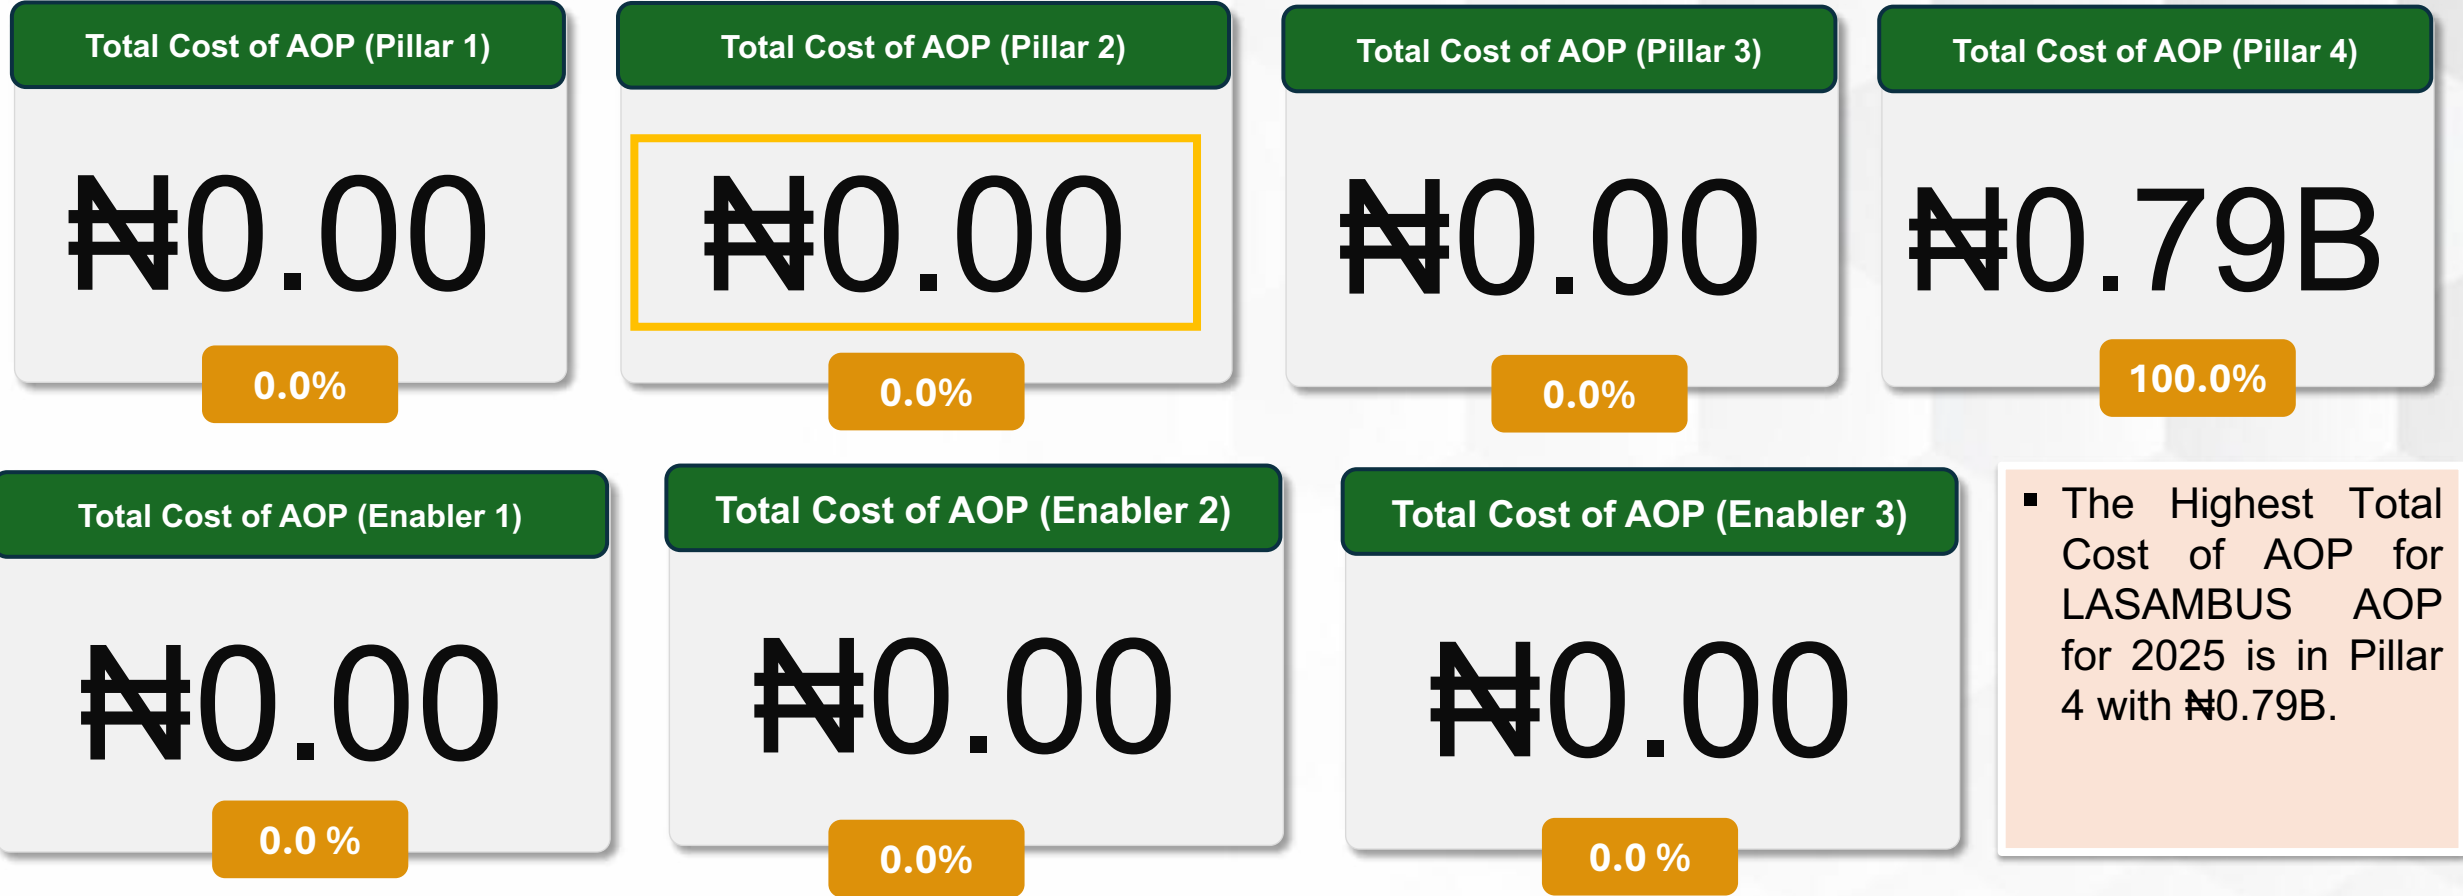 Total Cost of AOP (Pillar 1)
₦0.00
0.0%
Total Cost of AOP (Pillar 2)
₦0.00
0.0%
Total Cost of AOP (Pillar 3)
₦0.00
0.0%
Total Cost of AOP (Pillar 4)
₦0.79B
100.0%
Total Cost of AOP (Enabler 1)
₦0.00
0.0 %
Total Cost of AOP (Enabler 2)
₦0.00
0.0%
Total Cost of AOP (Enabler 3)
₦0.00
0.0 %
▪ The Highest Total
Cost of AOP for
LASAMBUS AOP
for 2025 is in Pillar
4 with ₦0.79B.